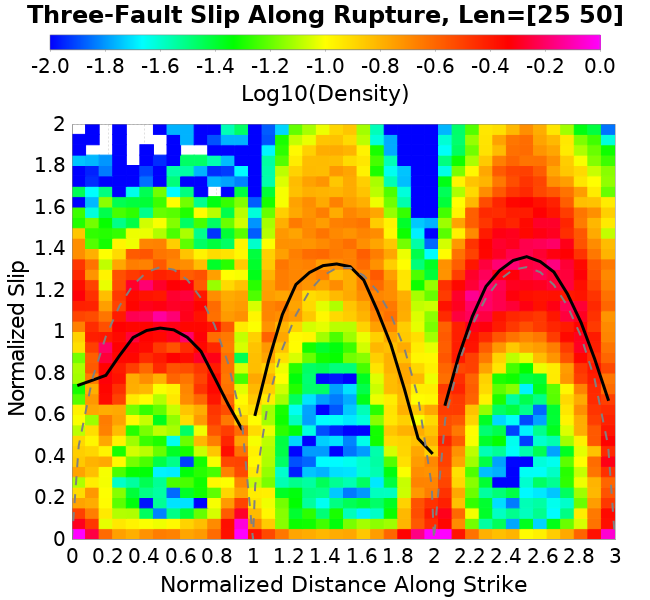 Three-Fault Slip Along Rupture, Len=[25 50]
-2.0 -1.8 -1.6 -1.4 -1.2 -1.0 -0.8 -0.6 -0.4 -0.2 0.0
Log10(Density)
2
1.8
1.6
1.4
1.2
1
0.8
0.6
0.4
0.2
0
Normalized Slip
0 0.2 0.4 0.6 0.8 1 1.2 1.4 1.6 1.8 2 2.2 2.4 2.6 2.8 3
Normalized Distance Along Strike